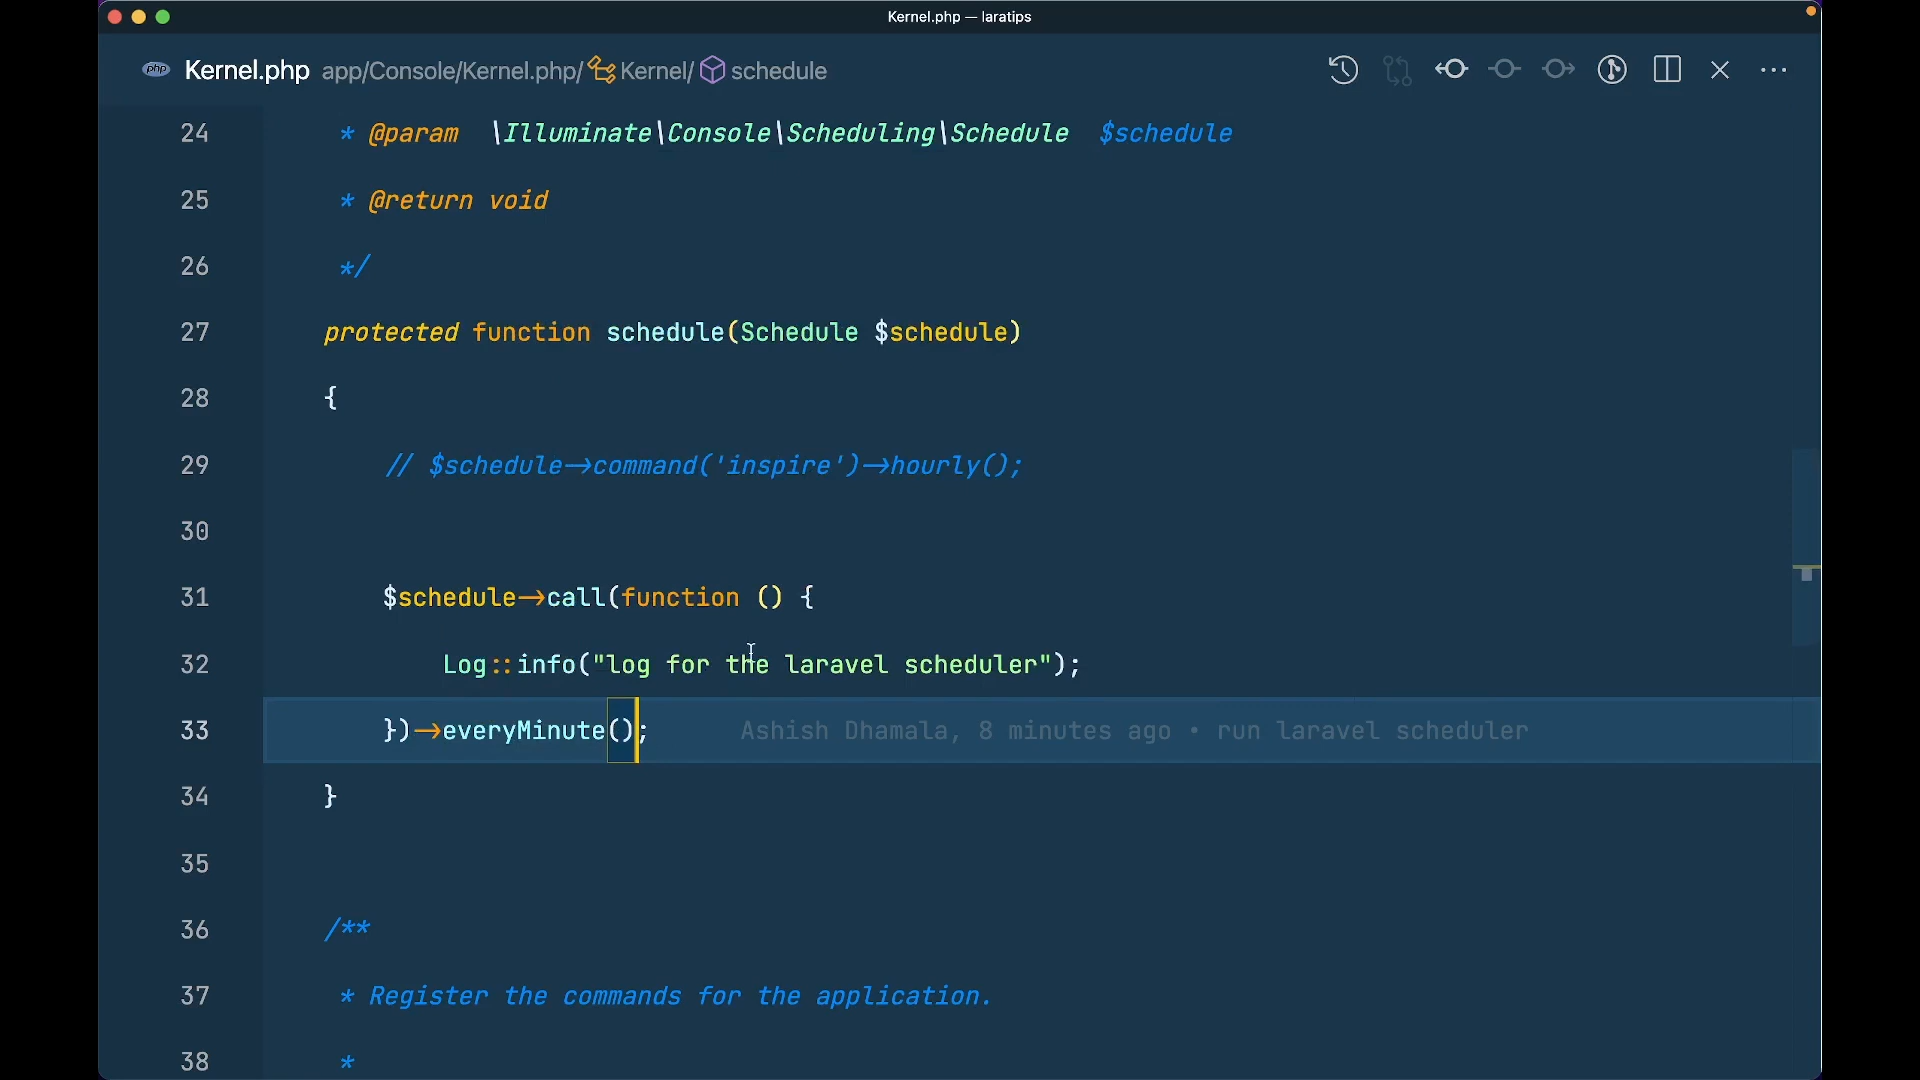 Kernel.php — laratips
php Kernel.php app/Console/Kernel.php/ Kernel/ schedule
24 * @param \Illuminate\Console\Scheduling\Schedule $schedule
25 * @return void
26 */
27 protected function schedule(Schedule $schedule)
28 {
29 // $schedule->command('inspire')->hourly();
30
31 $schedule->call(function () {
32 Log::info("log for the laravel scheduler");
33 })->everyMinute(); Ashish Dhamala, 8 minutes ago • run laravel scheduler
34 }
35
36 /**
37 * Register the commands for the application.
38 *